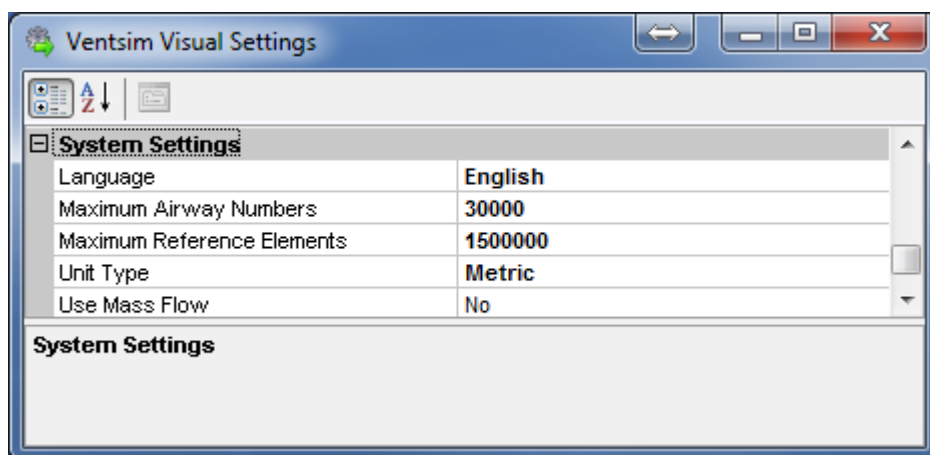 Ventsim Visual Settings
System Settings
Language English
Maximum Airway Numbers 30000
Maximum Reference Elements 1500000
Unit Type Metric
Use Mass Flow No
System Settings